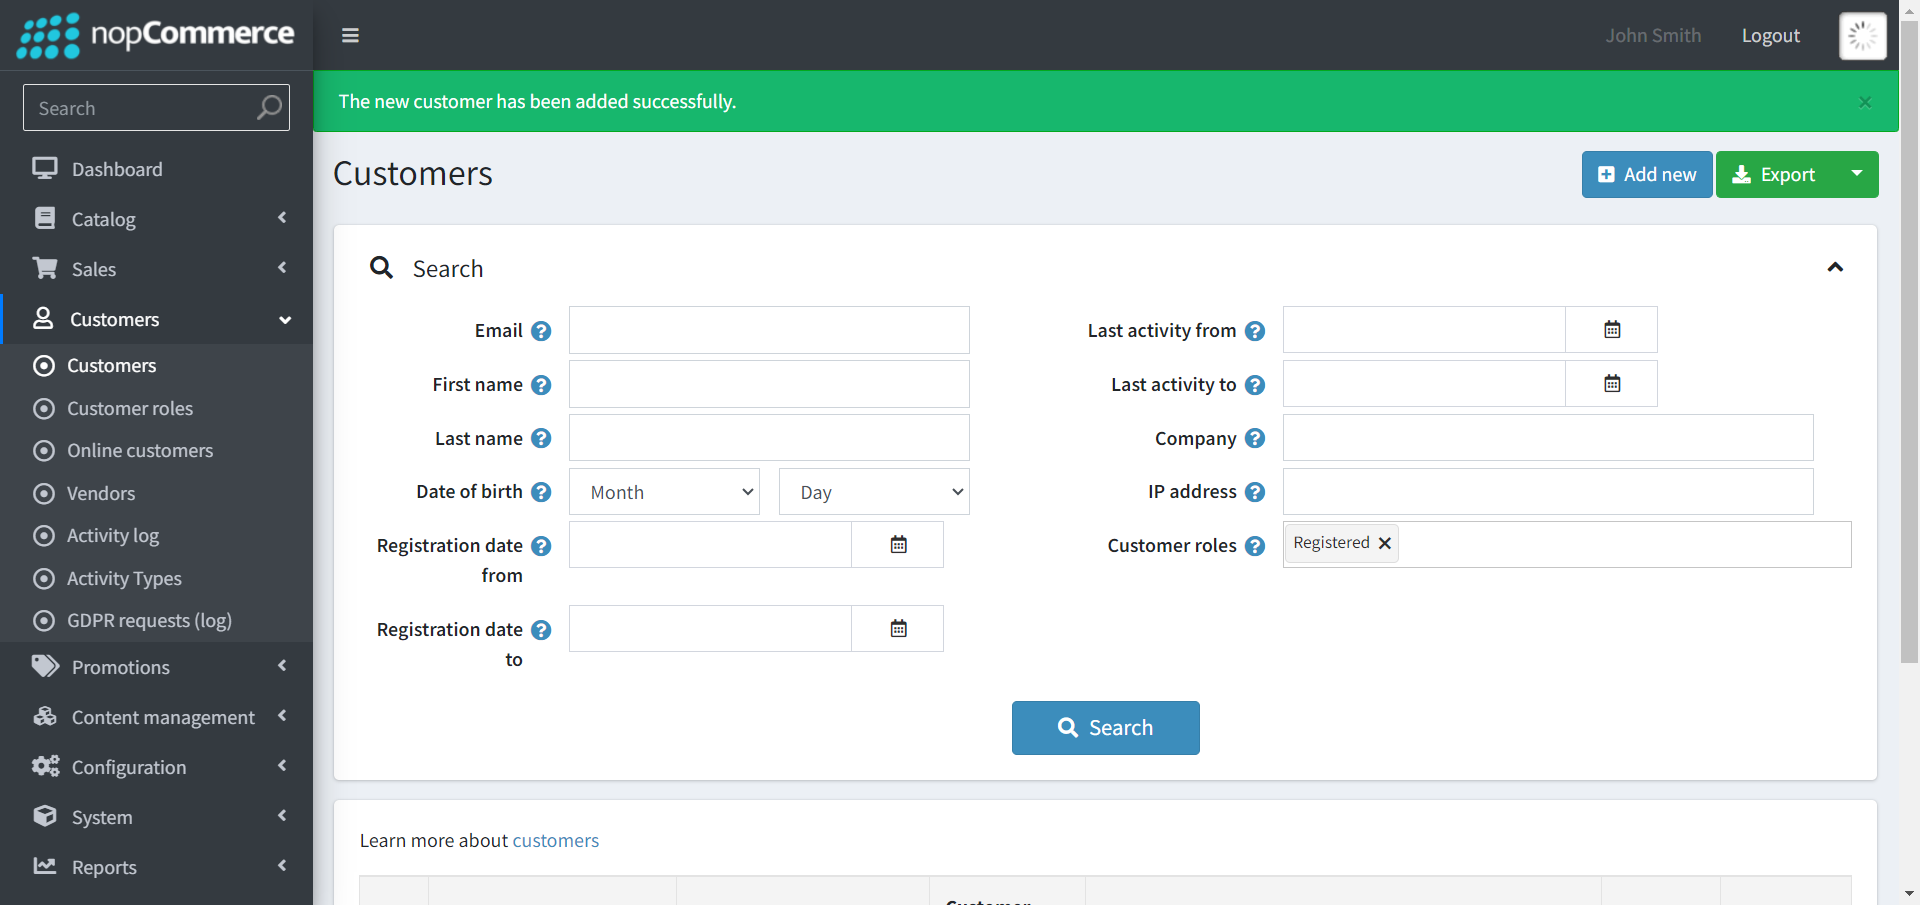 nopCommerce
John Smith
Logout
Search
The new customer has been added successfully.
×
Dashboard
Catalog
Sales
Customers
Customers
Customer roles
Online customers
Vendors
Activity log
Activity Types
GDPR requests (log)
Promotions
Content management
Configuration
System
Reports
Customers
Add new
Export
Search
Email
First name
Last name
Date of birth
Month
Day
Registration date
from
Registration date
to
Last activity from
Last activity to
Company
IP address
Customer roles
Registered
Search
Learn more about customers
Customer